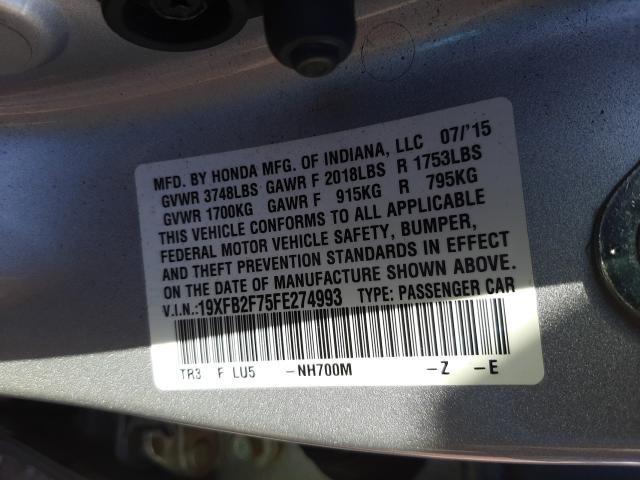 MFD. BY HONDA MFG. OF INDIANA, LLC 07/'15
GVWR 3748LBS GAWR F 2018LBS R 1753LBS
GVWR 1700KG GAWR F 915KG R 795KG
THIS VEHICLE CONFORMS TO ALL APPLICABLE
FEDERAL MOTOR VEHICLE SAFETY, BUMPER,
AND THEFT PREVENTION STANDARDS IN EFFECT
ON THE DATE OF MANUFACTURE SHOWN ABOVE.
V.I.N.:19XFB2F75FE274993 TYPE: PASSENGER CAR
TR3 F LU5 -NH700M -Z -E